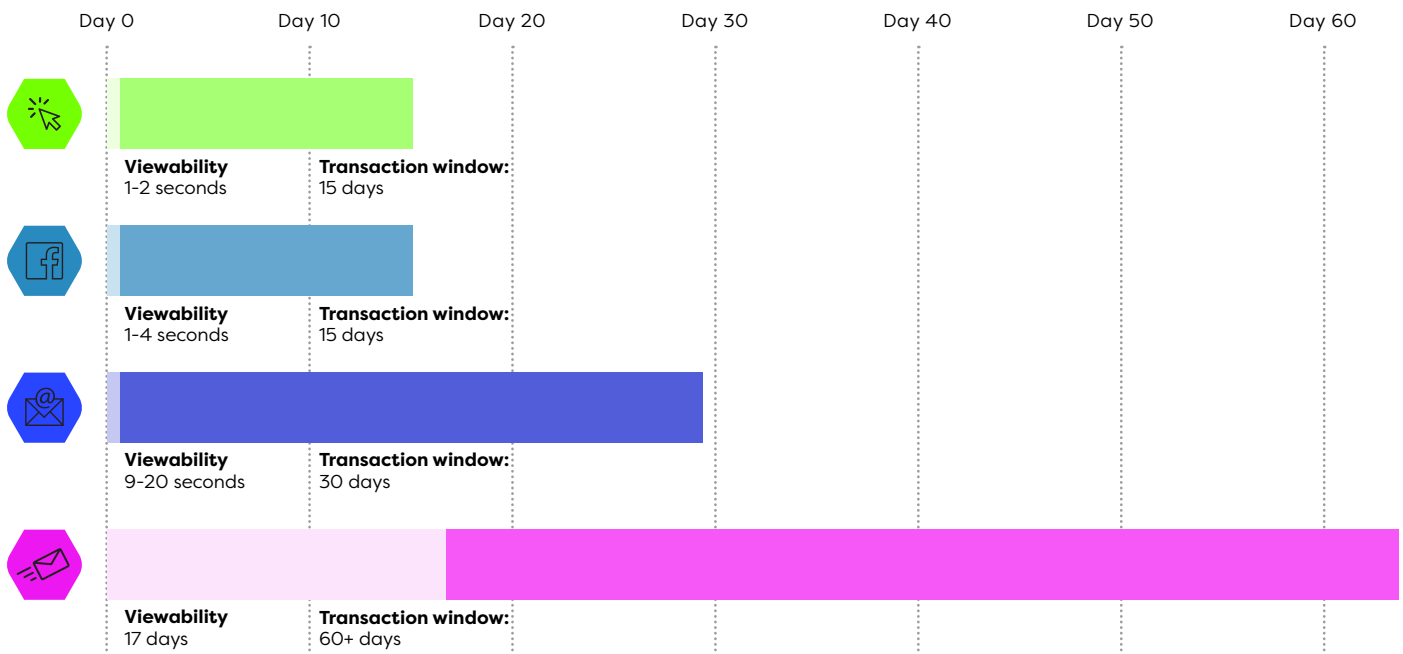 Day 0 Day 10 Day 20 Day 30 Day 40 Day 50 Day 60
Viewability
1-2 seconds
Transaction window:
15 days
f
Viewability
1-4 seconds
Transaction window:
15 days
@
Viewability
9-20 seconds
Transaction window:
30 days
Viewability
17 days
Transaction window:
60+ days